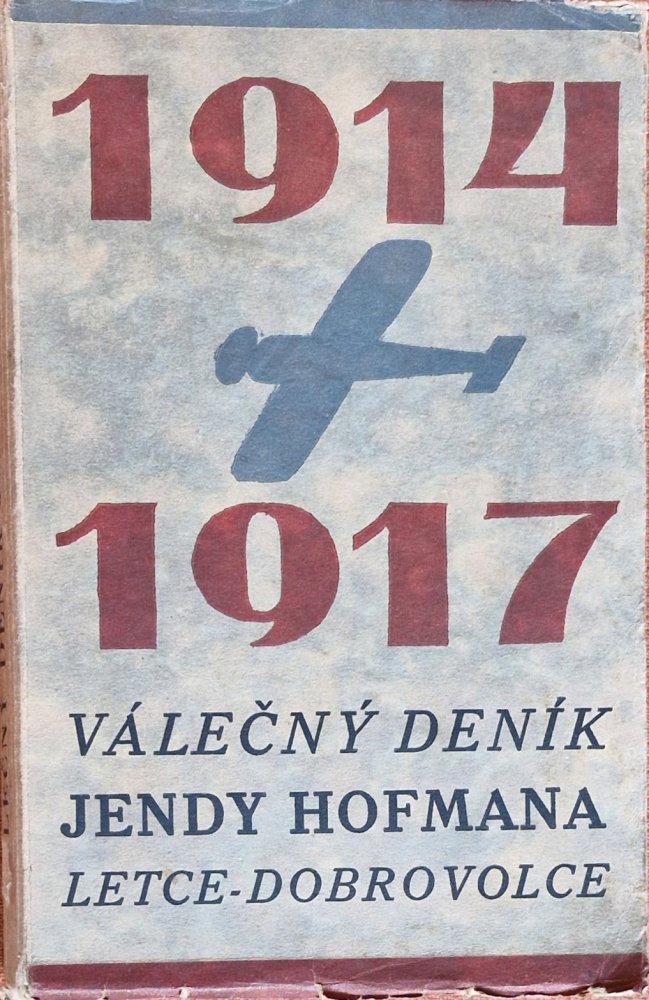 1914
1917
VÁLEČNÝ DENÍK
JENDY HOFMANA
LETCE-DOBROVOLCE